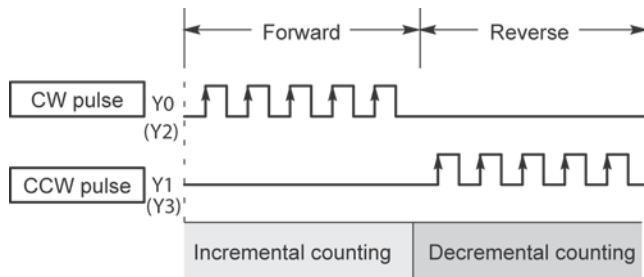 Forward Reverse
CW pulse Y0
(Y2)
CCW pulse Y1
(Y3)
Incremental counting Decremental counting